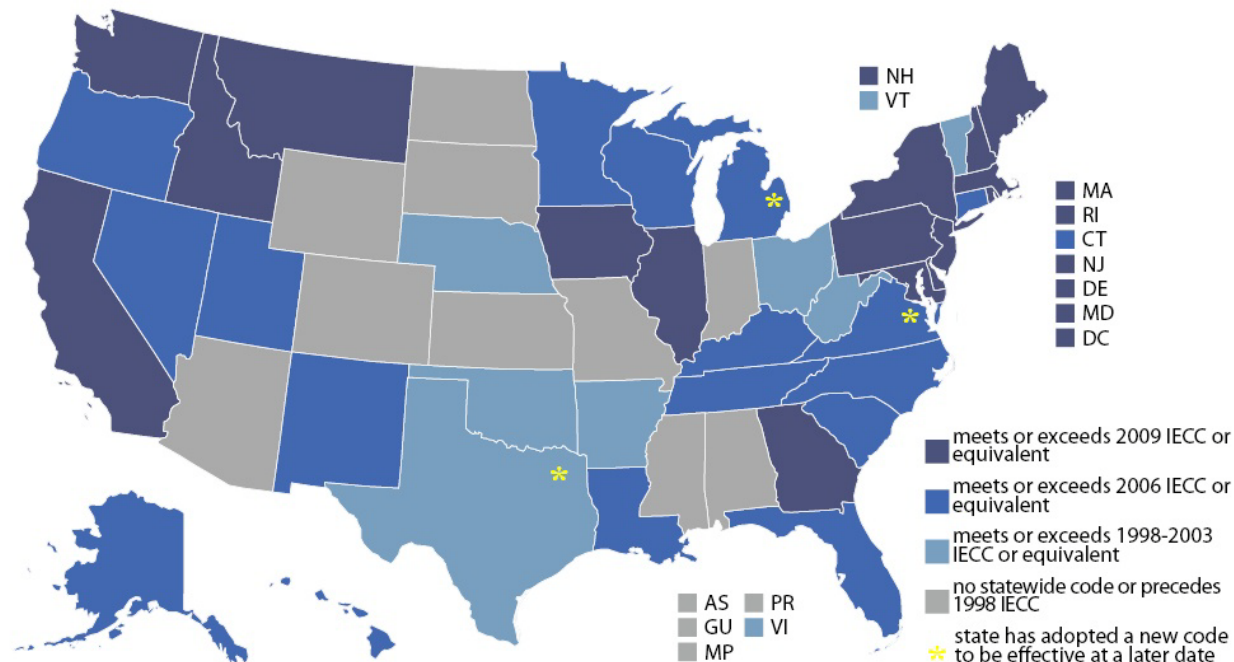 NH
VT
MA
RI
CT
NJ
DE
MD
DC
meets or exceeds 2009 IECC or
equivalent
meets or exceeds 2006 IECC or
equivalent
meets or exceeds 1998-2003
IECC or equivalent
no statewide code or precedes
1998 IECC
* state has adopted a new code
to be effective at a later date
AS PR
GU VI
MP